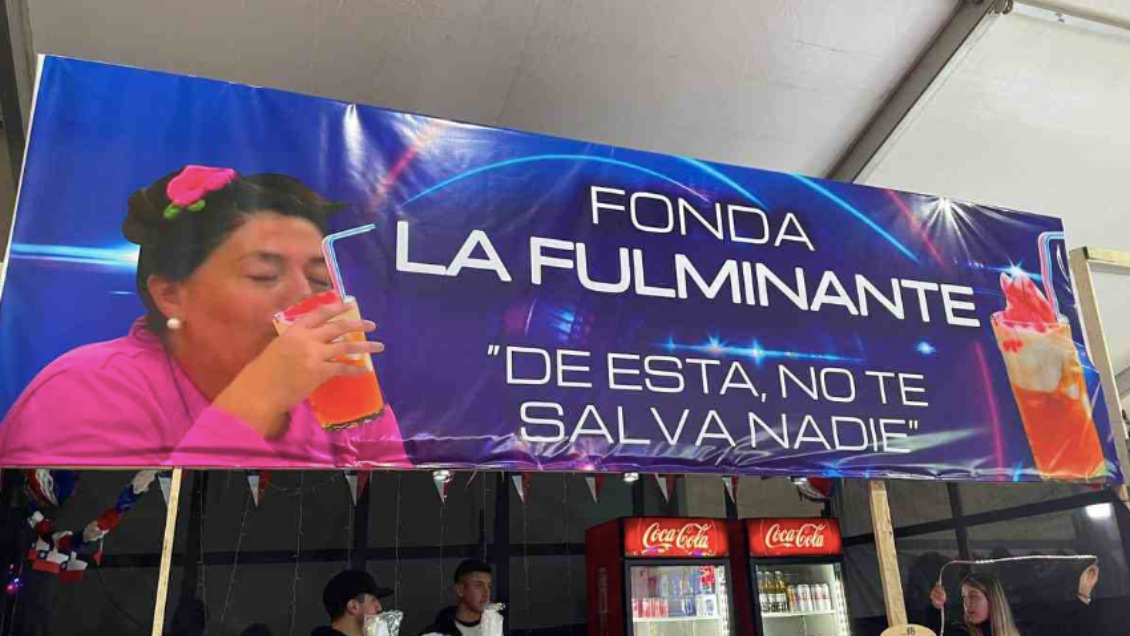 FONDA
LA FULMINANTE
"DE ESTA, NO TE
SALVA NADIE"
Coca-Cola
Coca-Cola